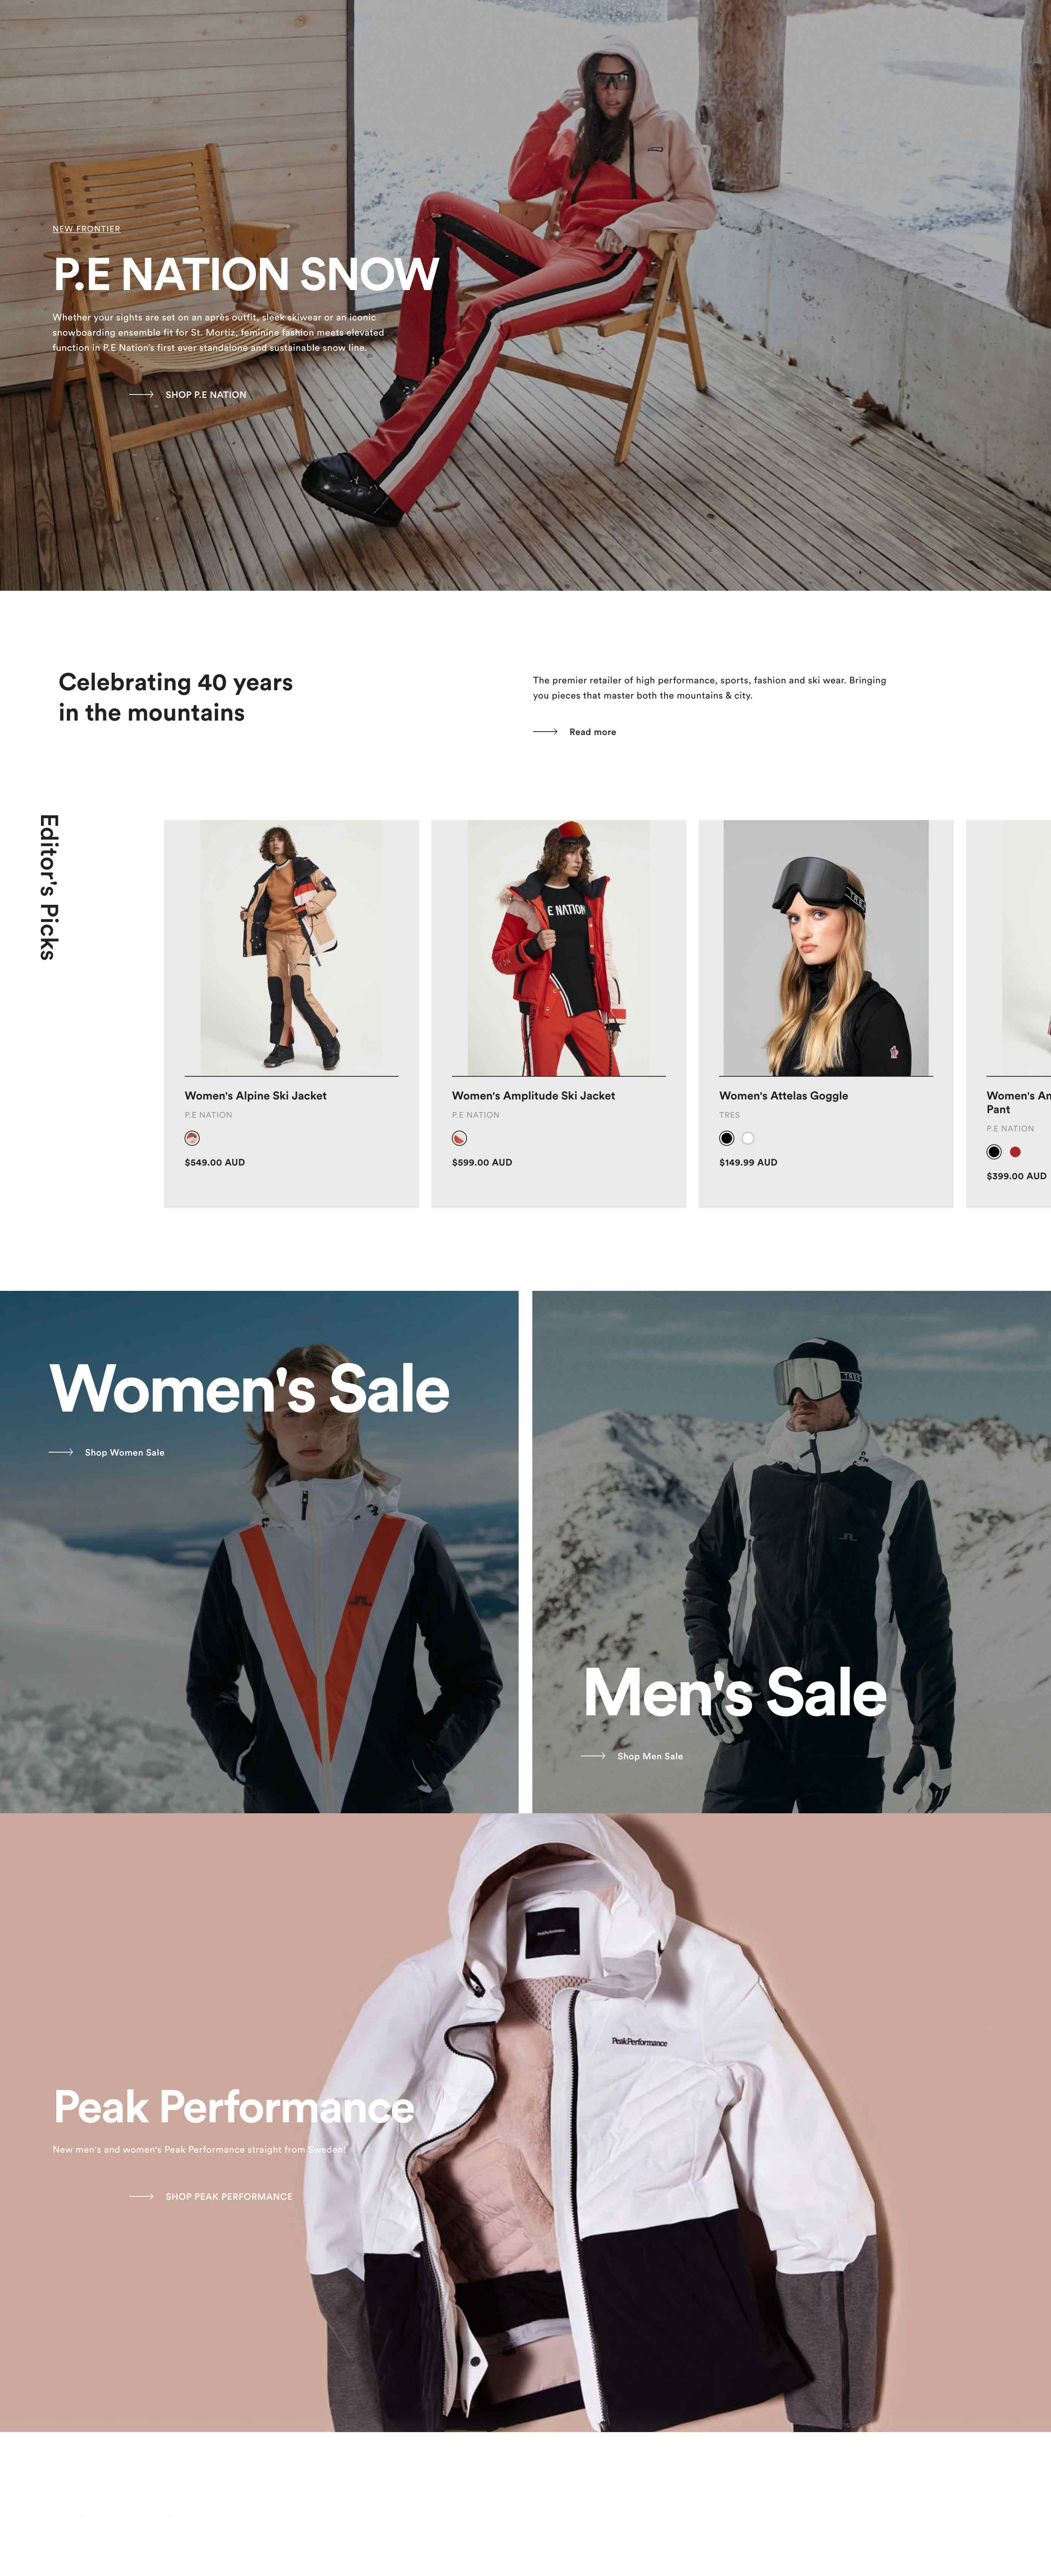 NEW FRONTIER
P.E NATION SNOW
Whether your sights are set on an après outfit, sleek skiwear or an iconic
snowboarding ensemble fit for St. Mortiz, feminine fashion meets elevated
function in P.E Nation's first ever standalone and sustainable snow line.
SHOP P.E NATION
Celebrating 40 years
in the mountains
The premier retailer of high performance, sports, fashion and ski wear. Bringing
you pieces that master both the mountains & city.
Read more
Editor's Picks
E NATION
TRES
Women's Alpine Ski Jacket
P.E NATION
$549.00 AUD
Women's Amplitude Ski Jacket
P.E NATION
$599.00 AUD
Women's Attelas Goggle
TRES
$149.99 AUD
Pant
P.E NATION
$399.00 AUD
Women's Sale
Shop Women Sale
TRES
Men's Sale
Shop Men Sale
PeakPerformance
PeakPerformance
Peak Performance
New men's and women's Peak Performance straight from Sweden!
SHOP PEAK PERFORMANCE